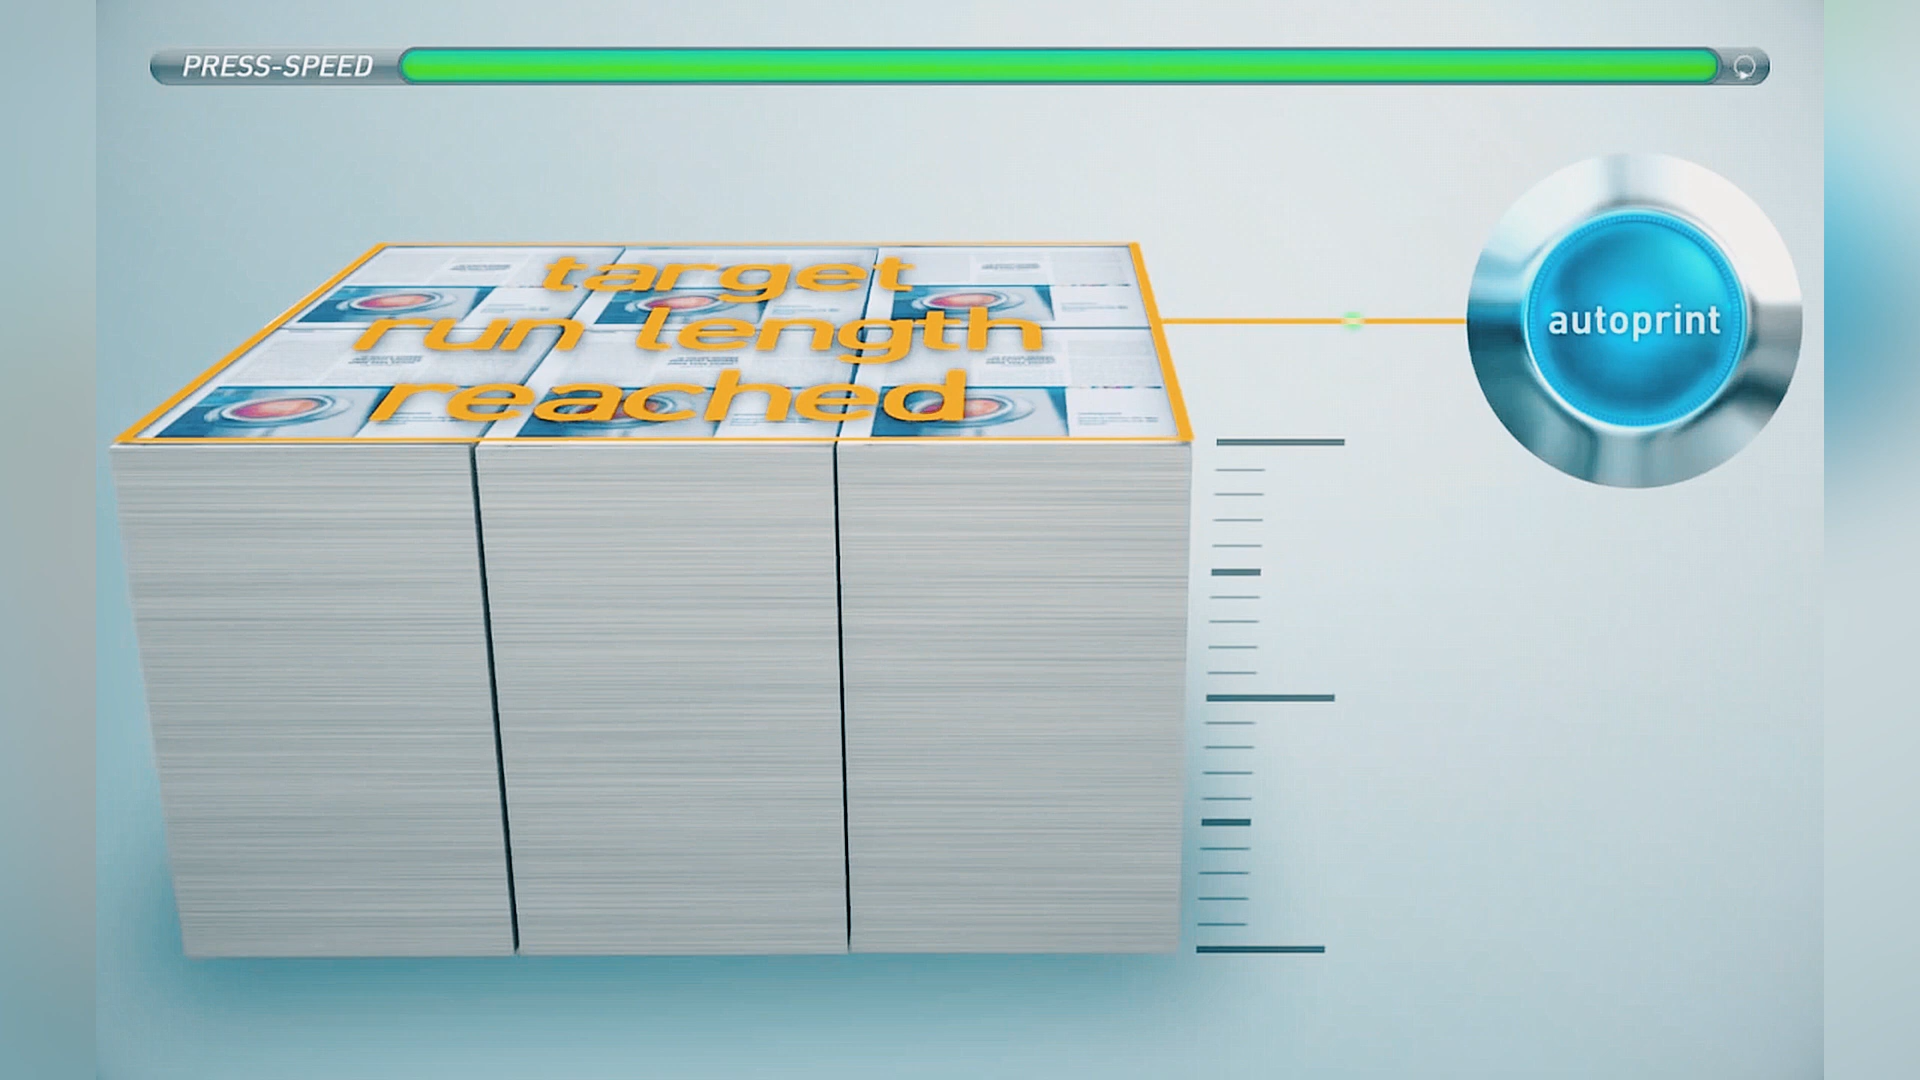 PRESS-SPEED
target
run length
reached
autoprint